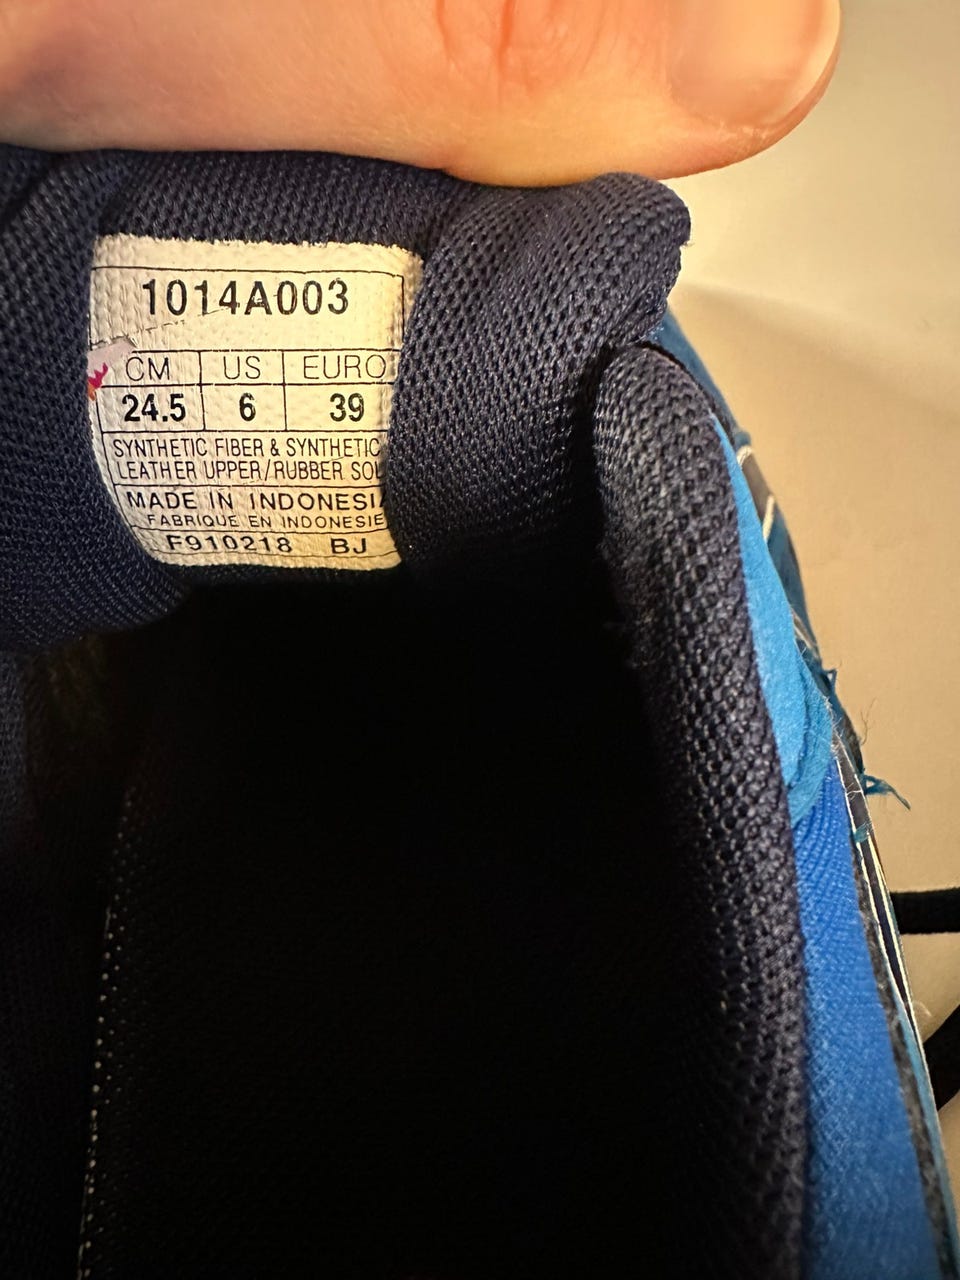 1014A003
CM US EURO
24.5 6 39
SYNTHETIC FIBER & SYNTHETIC
LEATHER UPPER/RUBBER SOL
MADE IN INDONESIA
FABRIQUE EN INDONESIE
F910218 BJ